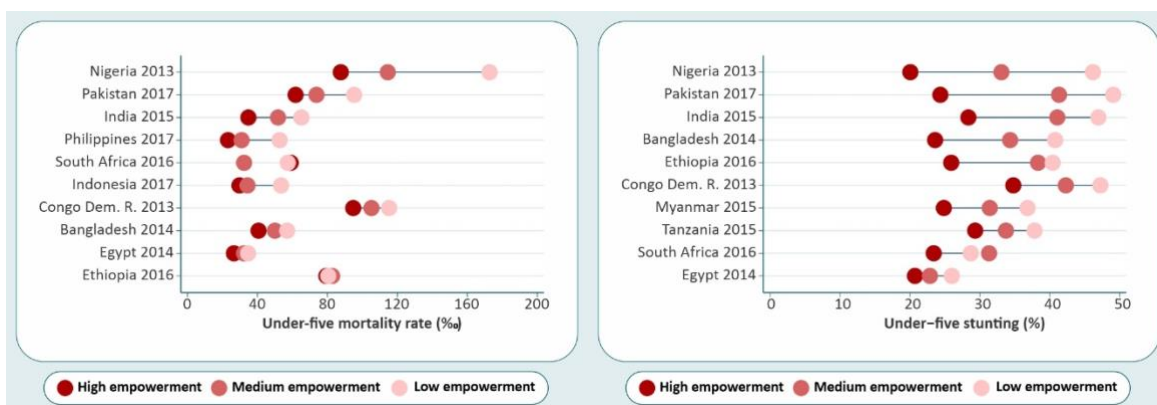 Nigeria 2013
Pakistan 2017
India 2015
Philippines 2017
South Africa 2016
Indonesia 2017
Congo Dem. R. 2013
Bangladesh 2014
Egypt 2014
Ethiopia 2016
0 40 80 120 160 200
Under-five mortality rate (‰)
High empowerment Medium empowerment Low empowerment
Nigeria 2013
Pakistan 2017
India 2015
Bangladesh 2014
Ethiopia 2016
Congo Dem. R. 2013
Myanmar 2015
Tanzania 2015
South Africa 2016
Egypt 2014
0 10 20 30 40 50
Under−five stunting (%)
High empowerment Medium empowerment Low empowerment